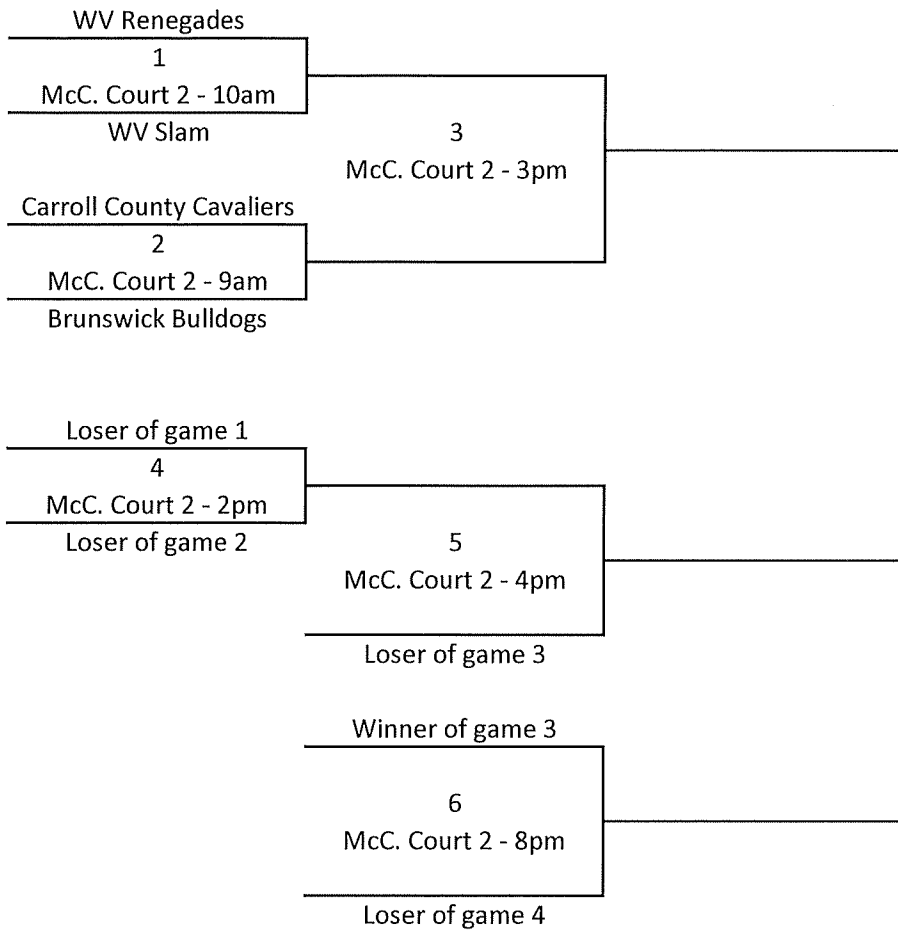 WV Renegades
1
McC. Court 2 - 10am
WV Slam
3
McC. Court 2 - 3pm
Carroll County Cavaliers
2
McC. Court 2 - 9am
Brunswick Bulldogs
Loser of game 1
4
McC. Court 2 - 2pm
Loser of game 2
5
McC. Court 2 - 4pm
Loser of game 3
Winner of game 3
6
McC. Court 2 - 8pm
Loser of game 4